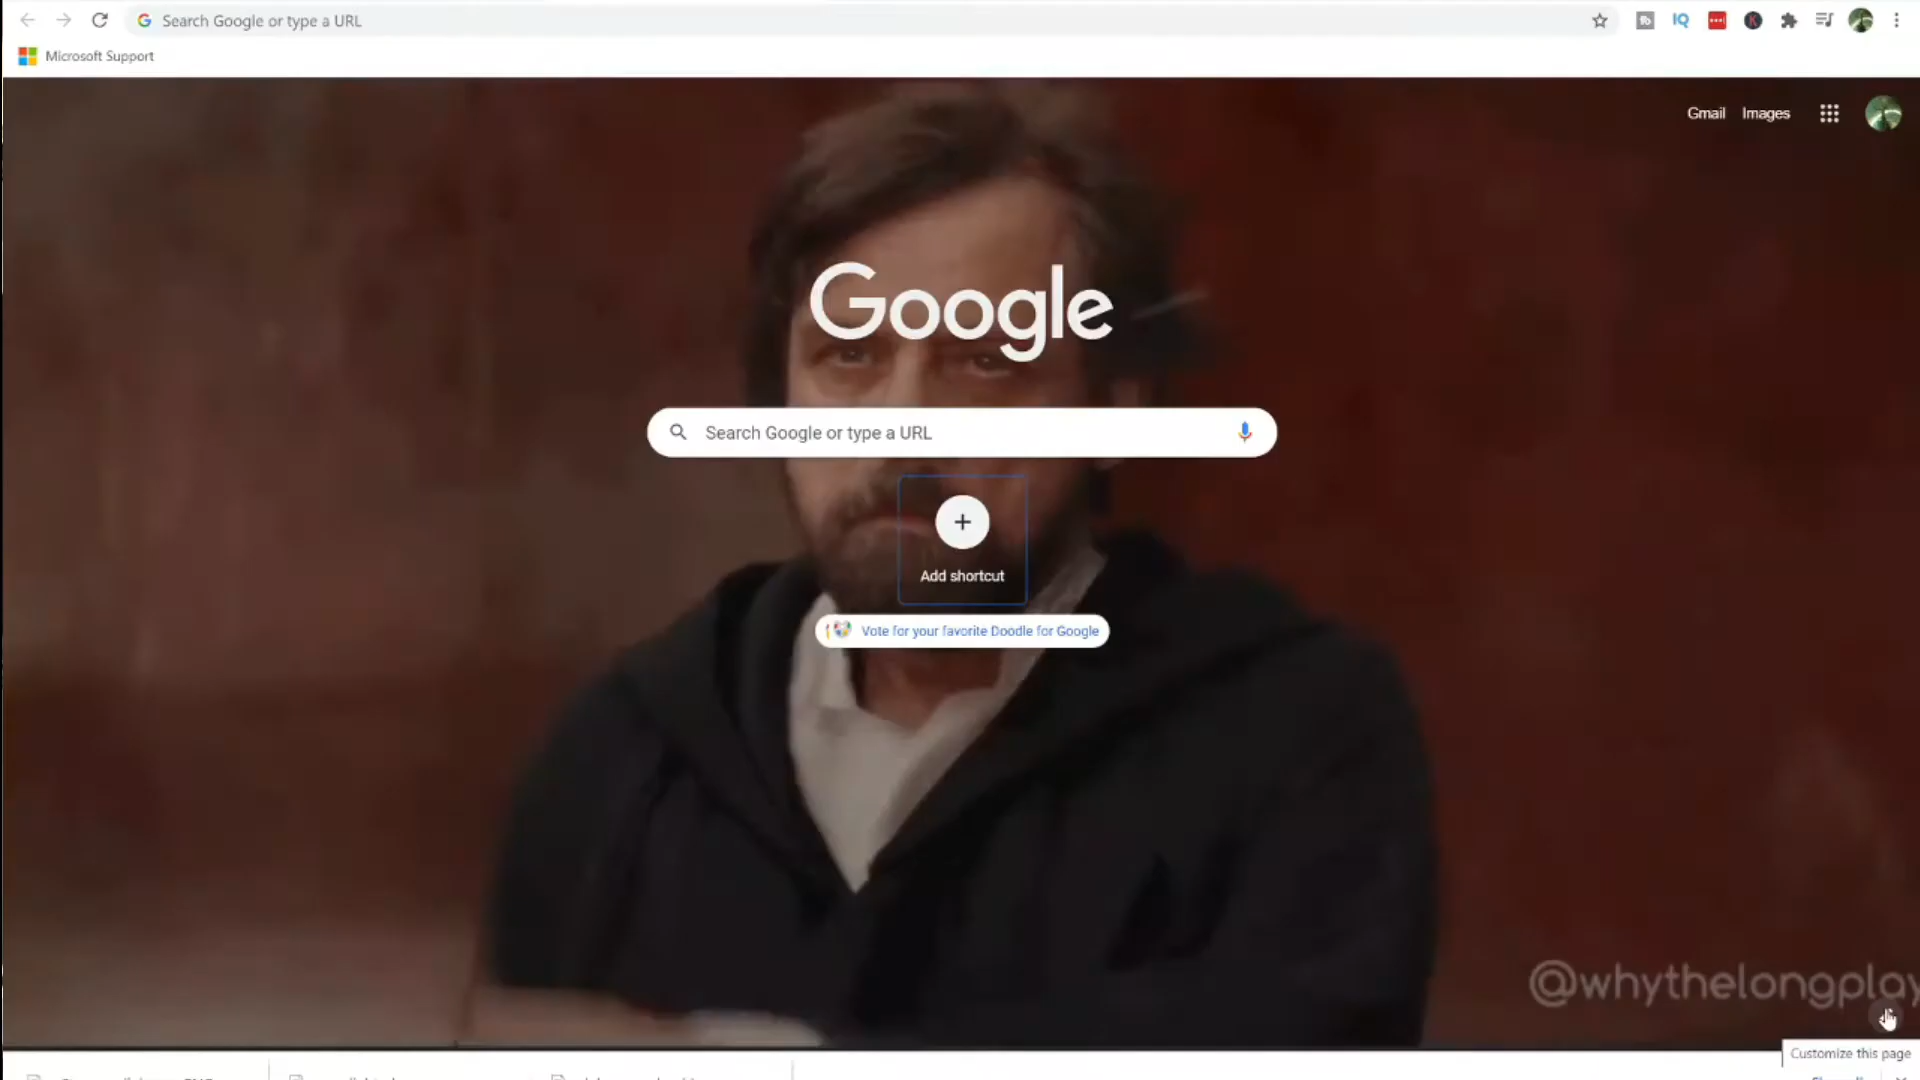 Search Google or type a URL
Microsoft Support
Gmail Images
Google
Search Google or type a URL
Add shortcut
Vote for your favorite Doodle for Google
@whythelongplay
Customize this page